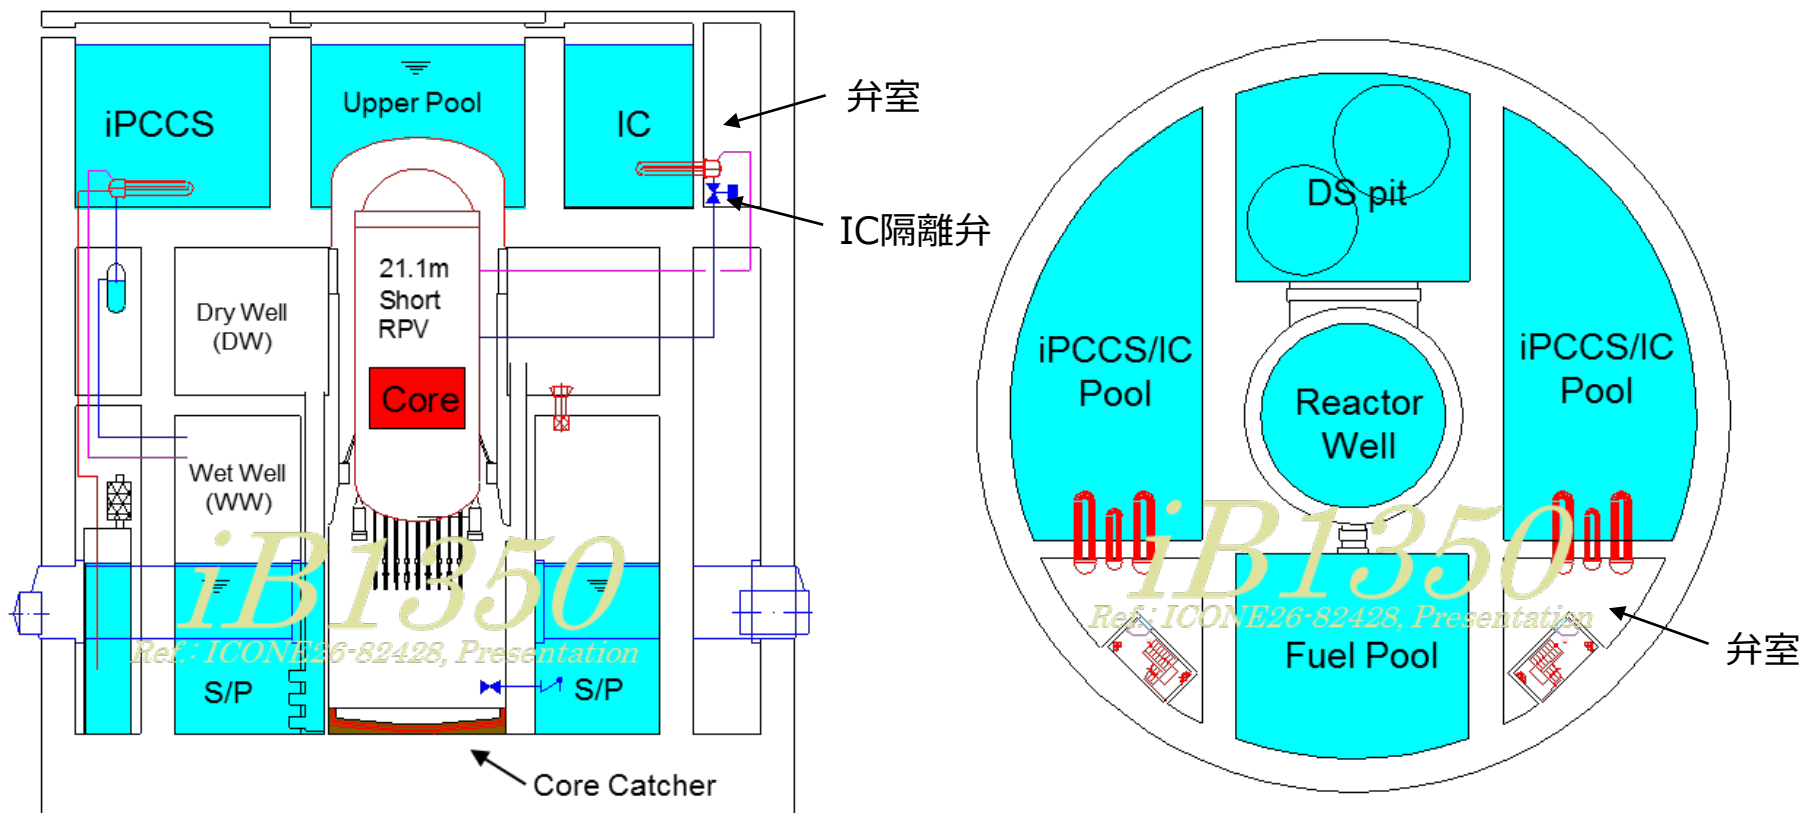 iPCCS
Upper Pool
IC
弁室
IC隔離弁
21.1m
Short
RPV
Dry Well
(DW)
Core
Wet Well
(WW)
iB1350
Ref.: ICONE26-82428, Presentation
S/P
S/P
Core Catcher
DS pit
iPCCS/IC
Pool
iPCCS/IC
Pool
Reactor
Well
iB1350
Ref.: ICONE26-82428, Presentation
Fuel Pool
弁室